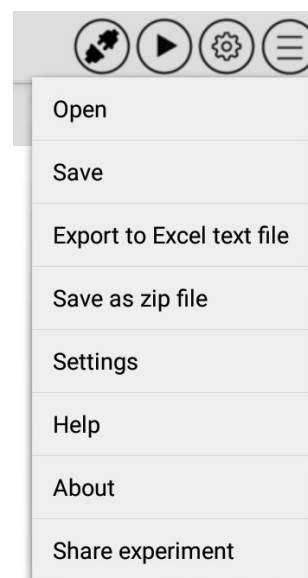 Open
Save
Export to Excel text file
Save as zip file
Settings
Help
About
Share experiment